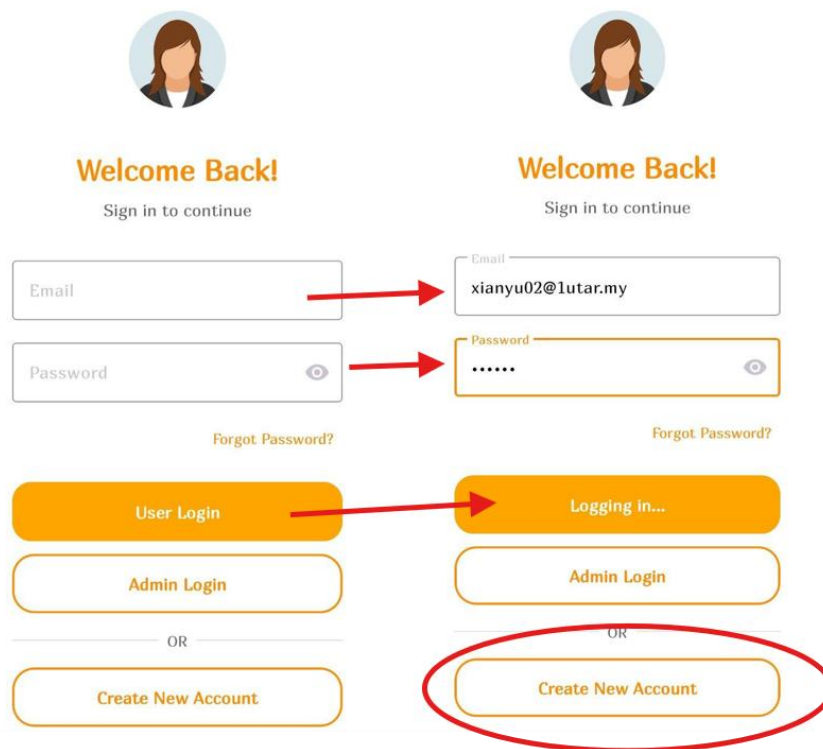 Welcome Back!
Sign in to continue
Email
Password
Forgot Password?
User Login
Admin Login
OR
Create New Account
Welcome Back!
Sign in to continue
Email
xianyu02@1utar.my
Password
••••••
Forgot Password?
Logging in...
Admin Login
OR
Create New Account